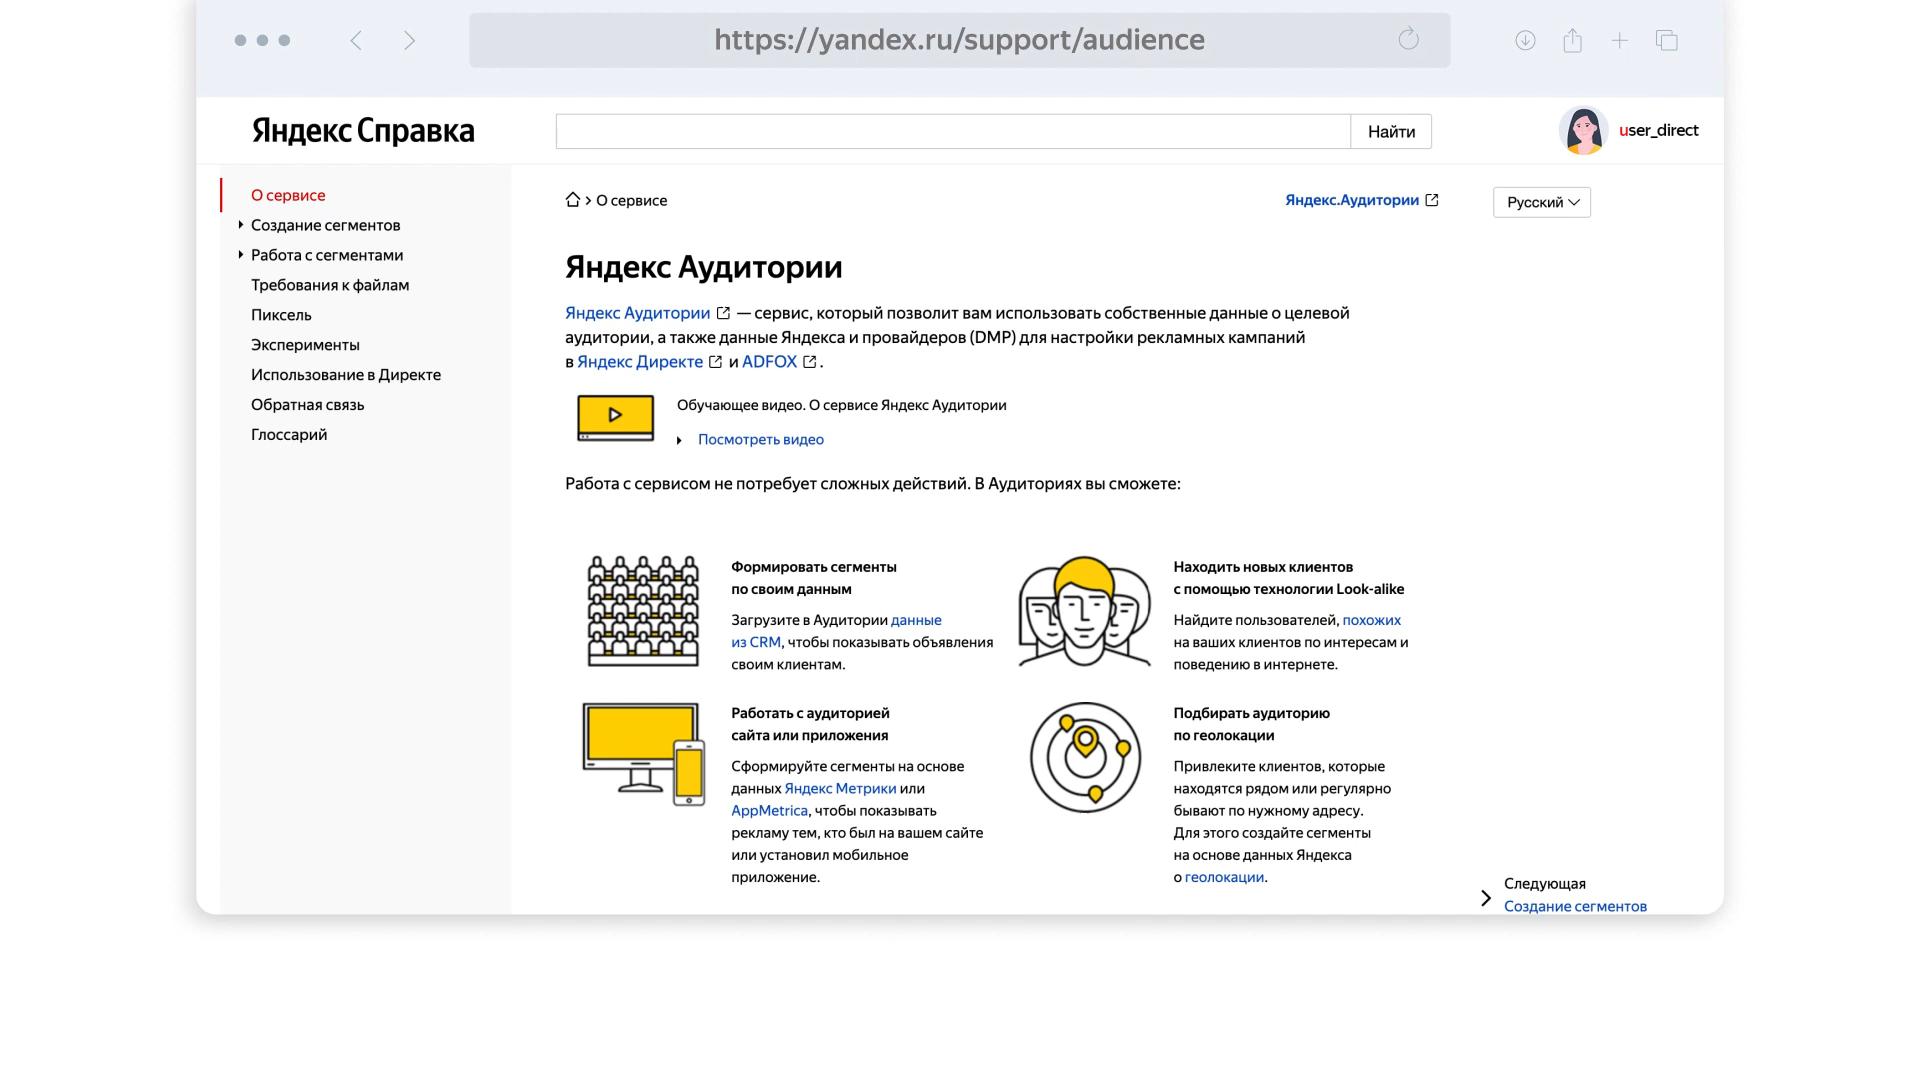 https://yandex.ru/support/audience
Яндекс Справка
Найти
user_direct
О сервисе
Создание сегментов
Работа с сегментами
Требования к файлам
Пиксель
Эксперименты
Использование в Директе
Обратная связь
Глоссарий
О сервисе
Яндекс.Аудитории
Русский
Яндекс Аудитории
Яндекс Аудитории — сервис, который позволит вам использовать собственные данные о целевой
аудитории, а также данные Яндекса и провайдеров (DMP) для настройки рекламных кампаний
в Яндекс Директе и ADFOX .
Обучающее видео. О сервисе Яндекс Аудитории
Посмотреть видео
Работа с сервисом не потребует сложных действий. В Аудиториях вы сможете:
Формировать сегменты
по своим данным
Загрузите в Аудитории данные
из CRM, чтобы показывать объявления
своим клиентам.
Находить новых клиентов
с помощью технологии Look-alike
Найдите пользователей, похожих
на ваших клиентов по интересам и
поведению в интернете.
Работать с аудиторией
сайта или приложения
Сформируйте сегменты на основе
данных Яндекс Метрики или
AppMetrica, чтобы показывать
рекламу тем, кто был на вашем сайте
или установил мобильное
приложение.
Подбирать аудиторию
по геолокации
Привлеките клиентов, которые
находятся рядом или регулярно
бывают по нужному адресу.
Для этого создайте сегменты
на основе данных Яндекса
о геолокации.
Следующая
Создание сегментов